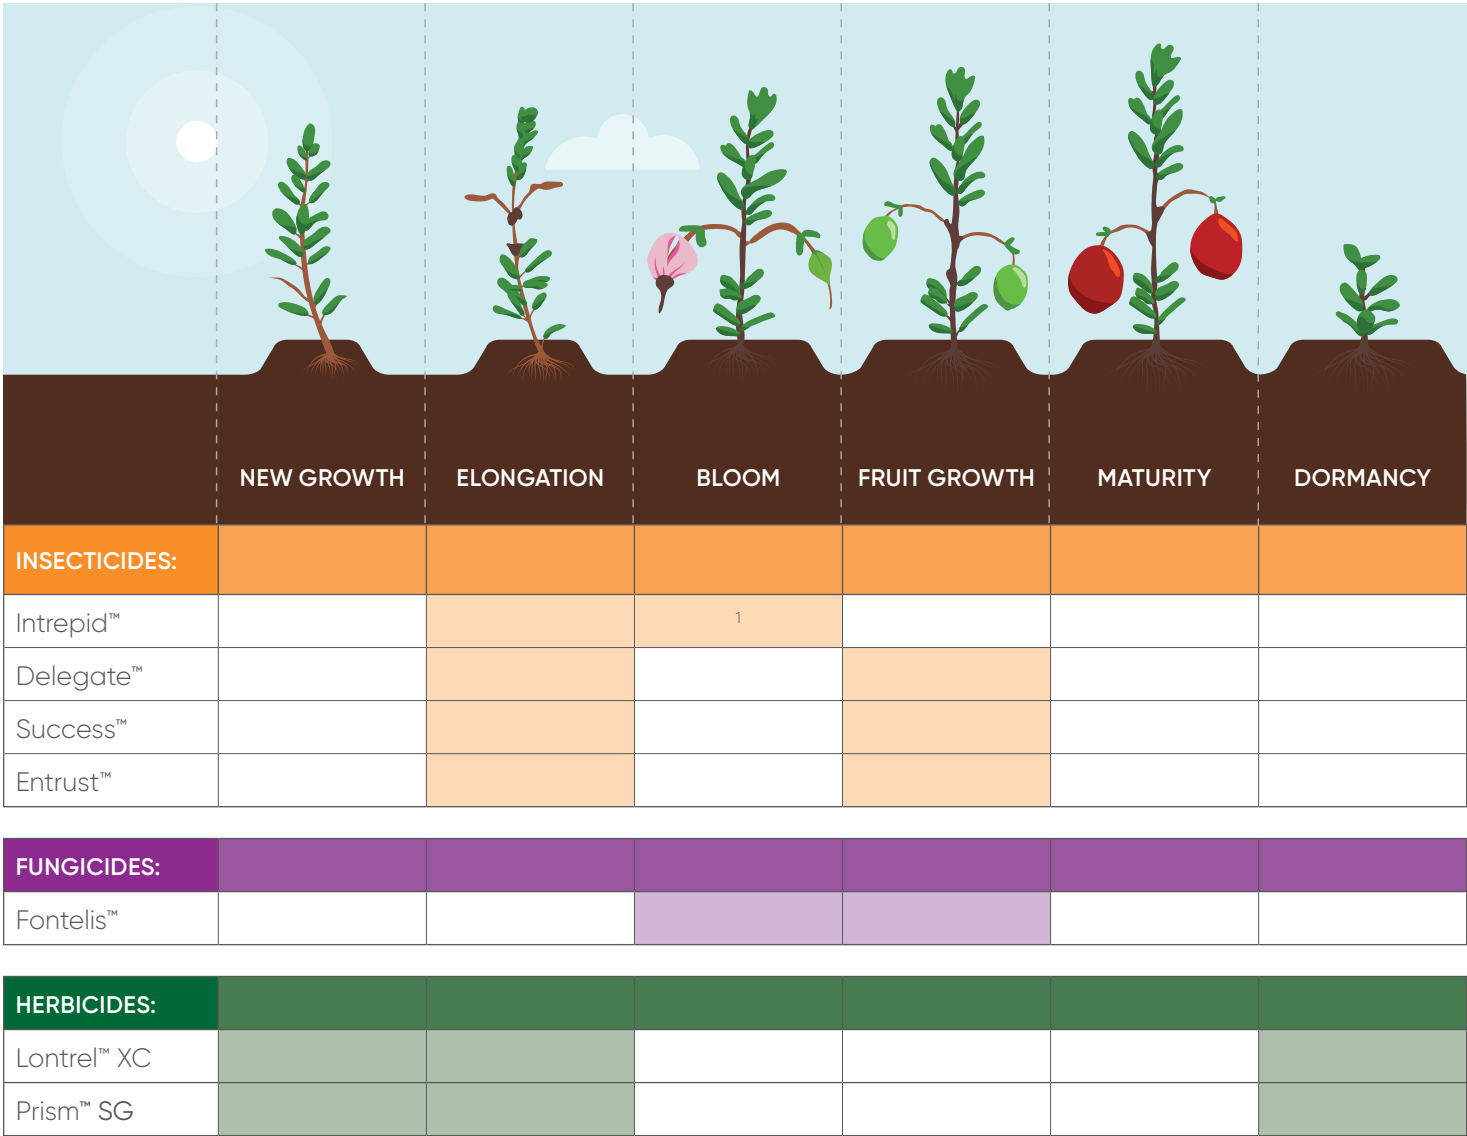 NEW GROWTH ELONGATION BLOOM FRUIT GROWTH MATURITY DORMANCY
INSECTICIDES:
Intrepid™ 1
Delegate™
Success™
Entrust™
FUNGICIDES:
Fontelis™
HERBICIDES:
Lontrel™ XC
Prism™ SG